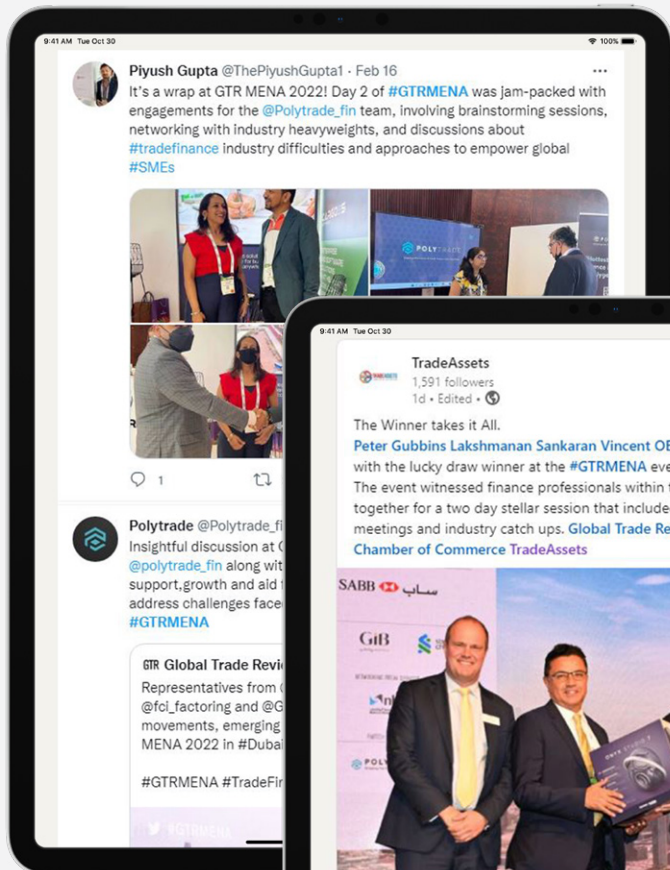 9:41 AM Tue Oct 30
100%
Piyush Gupta @ThePiyushGupta1 · Feb 16
It's a wrap at GTR MENA 2022! Day 2 of #GTRMENA was jam-packed with
engagements for the @Polytrade_fin team, involving brainstorming sessions,
networking with industry heavyweights, and discussions about
#tradefinance industry difficulties and approaches to empower global
#SMEs
POLYTRADE
1
Polytrade @Polytrade_fi
Insightful discussion at
@polytrade_fin along wit
support,growth and aid
address challenges face
#GTRMENA
GTR Global Trade Revi
Representatives from
@fci_factoring and @G
movements, emerging
MENA 2022 in #Dubai
#GTRMENA #TradeFin
#GTRMENA
9:41 AM Tue Oct 30
TradeAssets
1,591 followers
1d • Edited •
The Winner takes it All.
Peter Gubbins Lakshmanan Sankaran Vincent OB
with the lucky draw winner at the #GTRMENA eve
The event witnessed finance professionals within
together for a two day stellar session that include
meetings and industry catch ups. Global Trade Re
Chamber of Commerce TradeAssets
SABB ساب
GIB
POLY
ONYX STUDIO 7